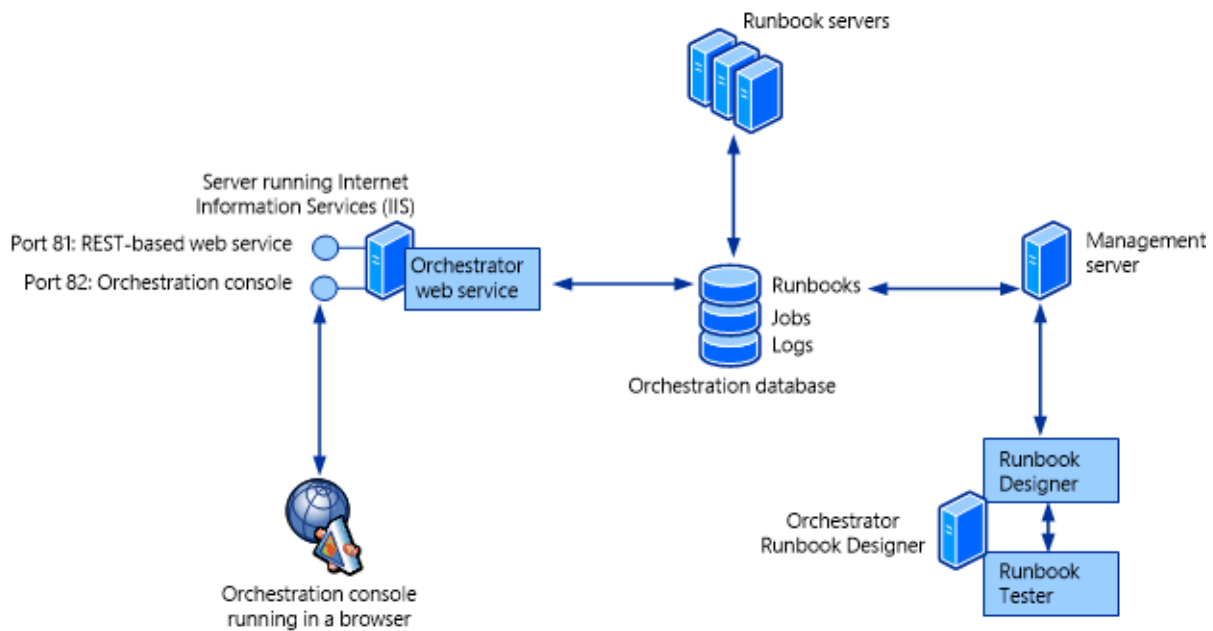 Runbook servers
Server running Internet
Information Services (IIS)
Port 81: REST-based web service
Port 82: Orchestration console
Orchestrator
web service
Runbooks
Jobs
Logs
Orchestration database
Management
server
Runbook
Designer
Orchestrator
Runbook Designer
Runbook
Tester
Orchestration console
running in a browser